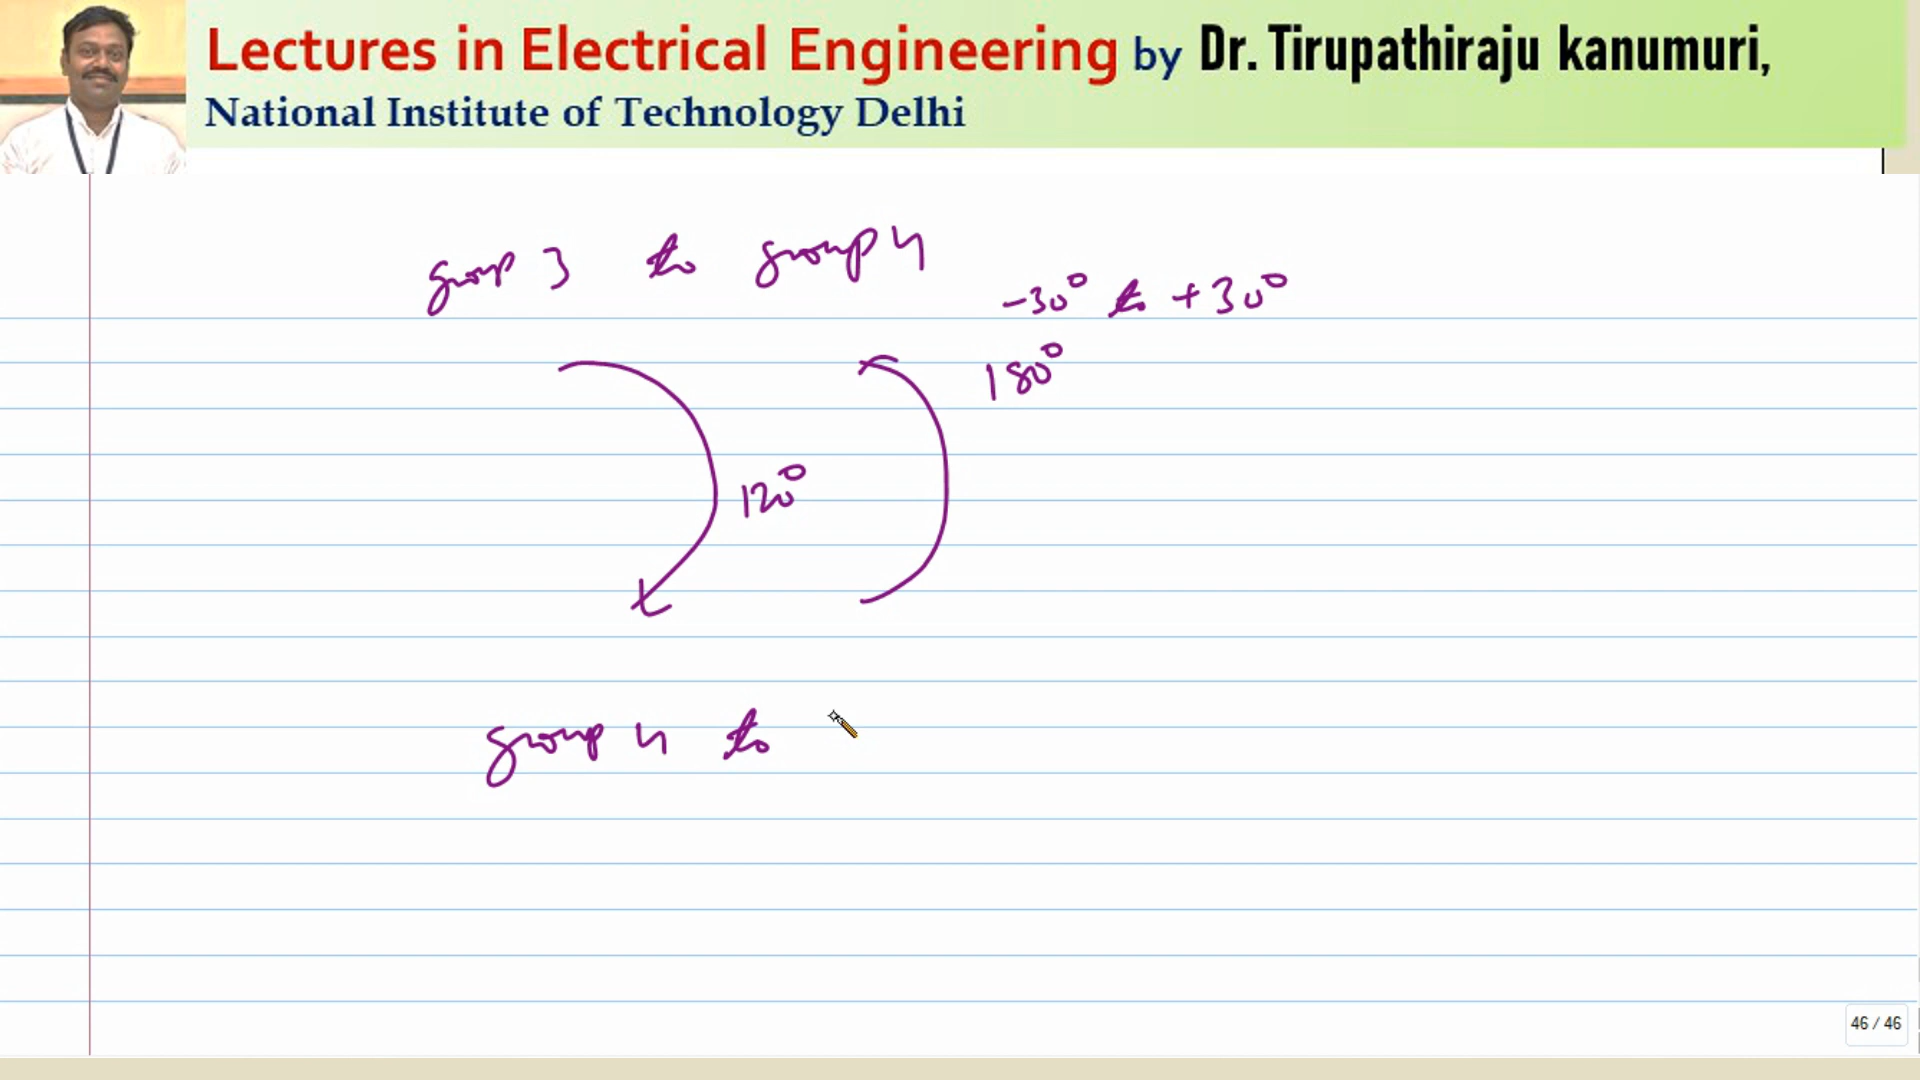 Lectures in Electrical Engineering by Dr. Tirupathiraju kanumuri,
National Institute of Technology Delhi
group 3 to group 4
-30° to +30°
180°
120°
group 4 to
46 / 46